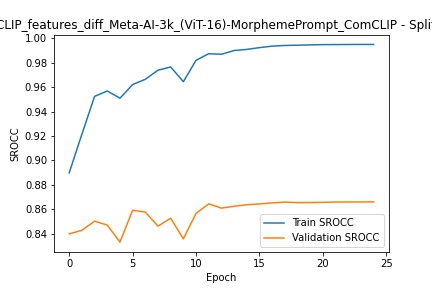 CLIP_features_diff_Meta-AI-3k_(ViT-16)-MorphemePrompt_ComCLIP - Split
1.00
0.98
0.96
0.94
0.92
0.90
0.88
0.86
0.84
SROCC
Train SROCC
Validation SROCC
0 5 10 15 20 25
Epoch